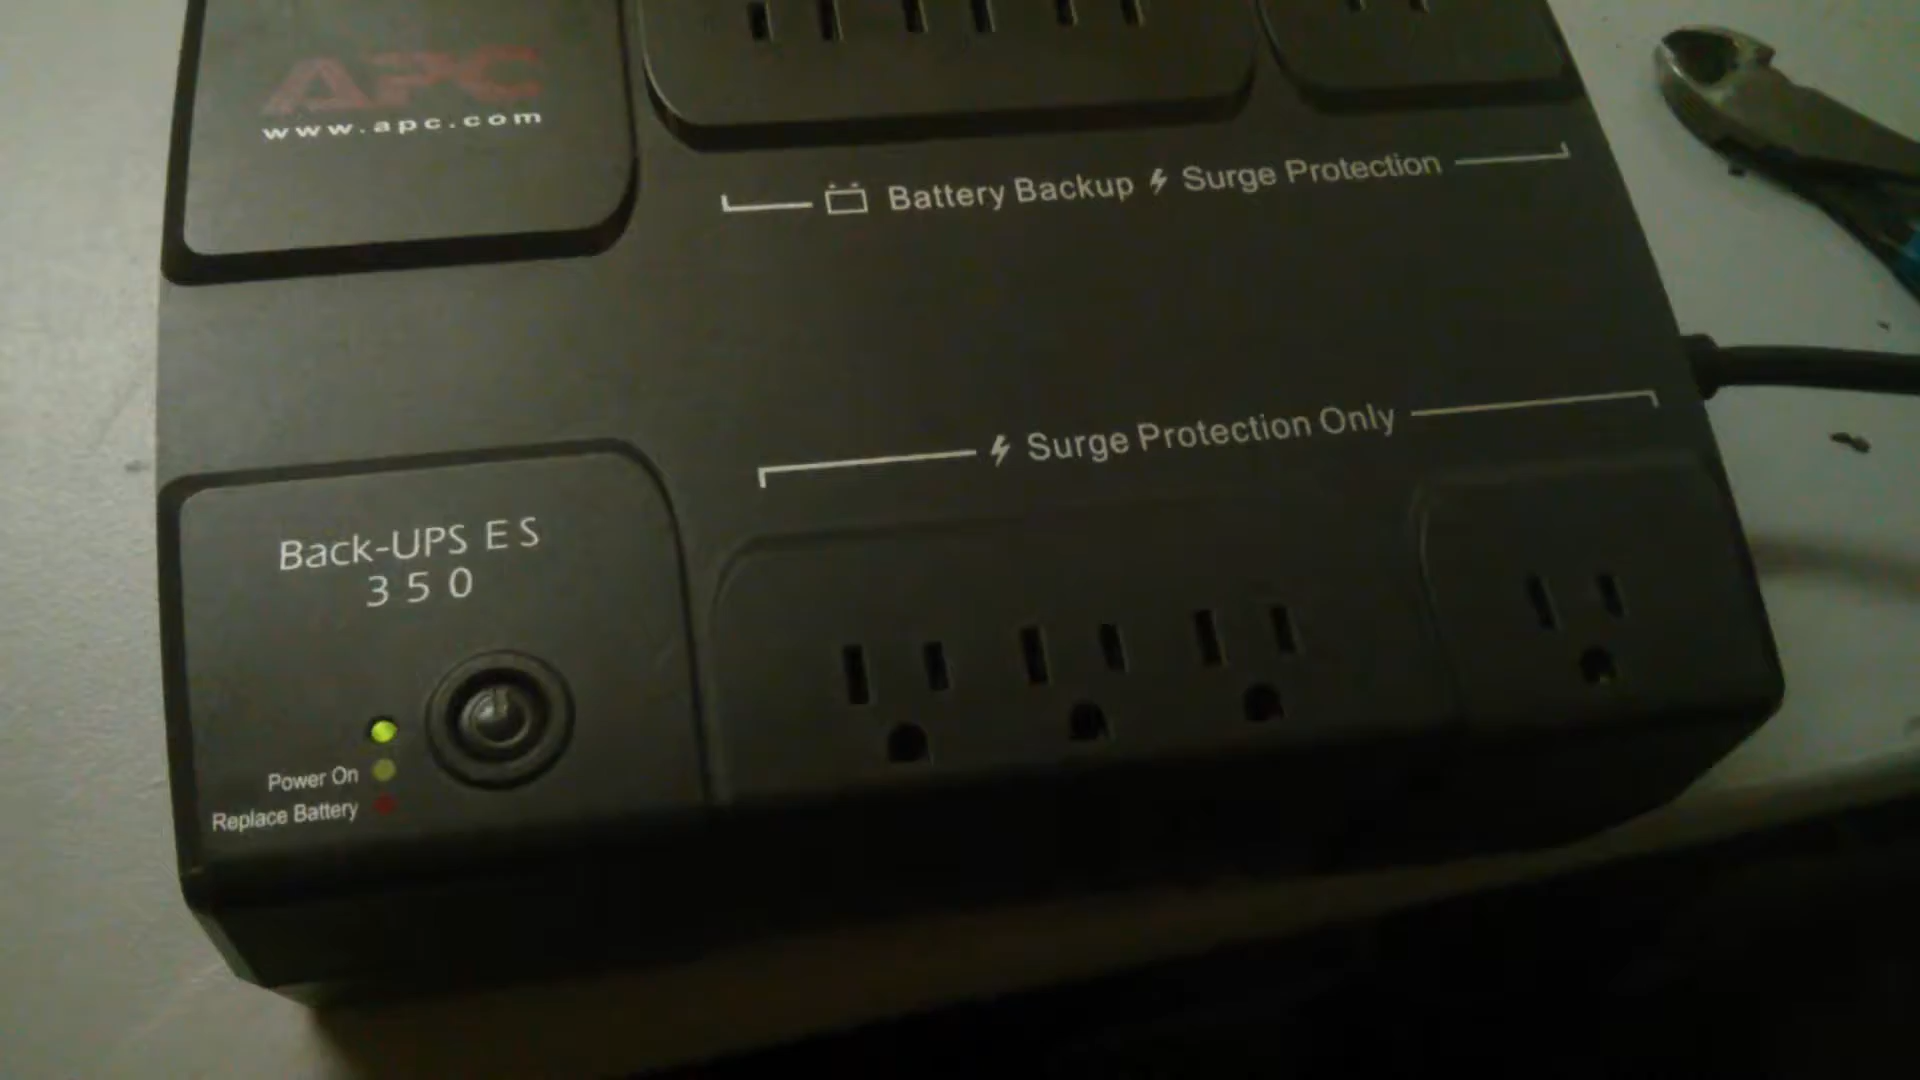 APC
www.apc.com
Battery Backup Surge Protection
Surge Protection Only
Back-UPS ES
350
Power On
Replace Battery